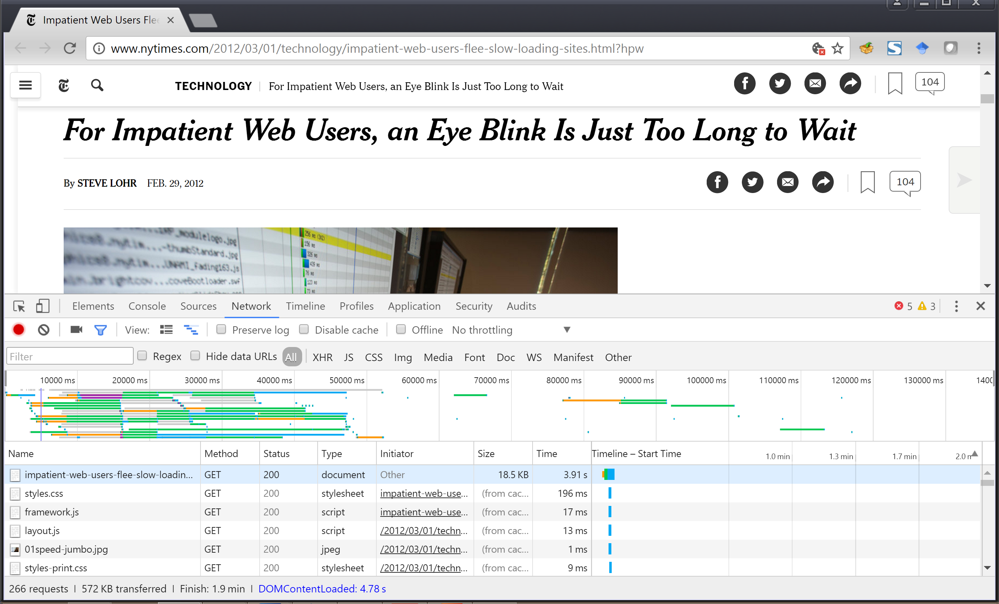 Impatient Web Users Flee
www.nytimes.com/2012/03/01/technology/impatient-web-users-flee-slow-loading-sites.html?hpw
TECHNOLOGY | For Impatient Web Users, an Eye Blink Is Just Too Long to Wait
104
For Impatient Web Users, an Eye Blink Is Just Too Long to Wait
By STEVE LOHR FEB. 29, 2012
104
256 ms (302)
156 ms
...-thumbStandard.jpg
326 ms
439 ms
76 ms
...coveBootloader.swf
123 ms
73 ms
Elements Console Sources Network Timeline Profiles Application Security Audits 5 3
View: Preserve log Disable cache Offline No throttling
Filter Regex Hide data URLs All XHR JS CSS Img Media Font Doc WS Manifest Other
10000 ms 20000 ms 30000 ms 40000 ms 50000 ms 60000 ms 70000 ms 80000 ms 90000 ms 100000 ms 110000 ms 120000 ms 130000 ms 1400
Name Method Status Type Initiator Size Time Timeline – Start Time 1.0 min 1.3 min 1.7 min 2.0 m
impatient-web-users-flee-slow-loadin... GET 200 document Other 18.5 KB 3.91 s
styles.css GET 200 stylesheet impatient-web-use... (from cac... 196 ms
framework.js GET 200 script impatient-web-use... (from cac... 17 ms
layout.js GET 200 script /2012/03/01/techn... (from cac... 13 ms
01speed-jumbo.jpg GET 200 jpeg /2012/03/01/techn... (from cac... 1 ms
styles-print.css GET 200 stylesheet /2012/03/01/techn... (from cac... 9 ms
266 requests | 572 KB transferred | Finish: 1.9 min | DOMContentLoaded: 4.78 s